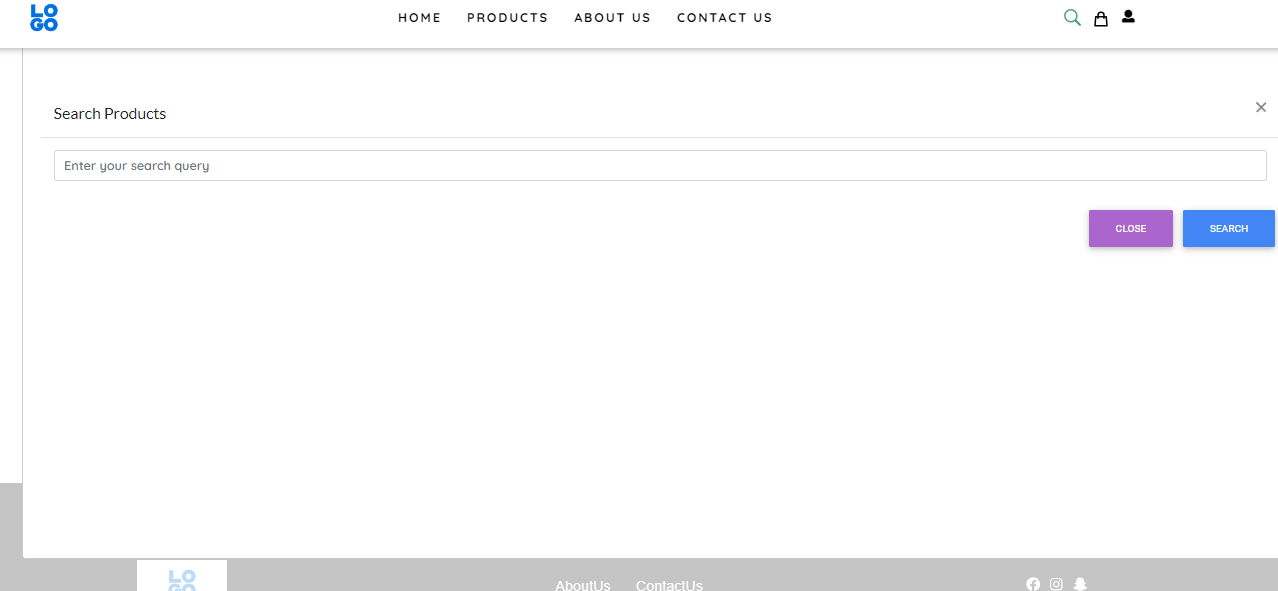 LO
GO
HOME PRODUCTS ABOUT US CONTACT US
Search Products
×
Enter your search query
CLOSE SEARCH
LO
GO
AboutUs ContactUs